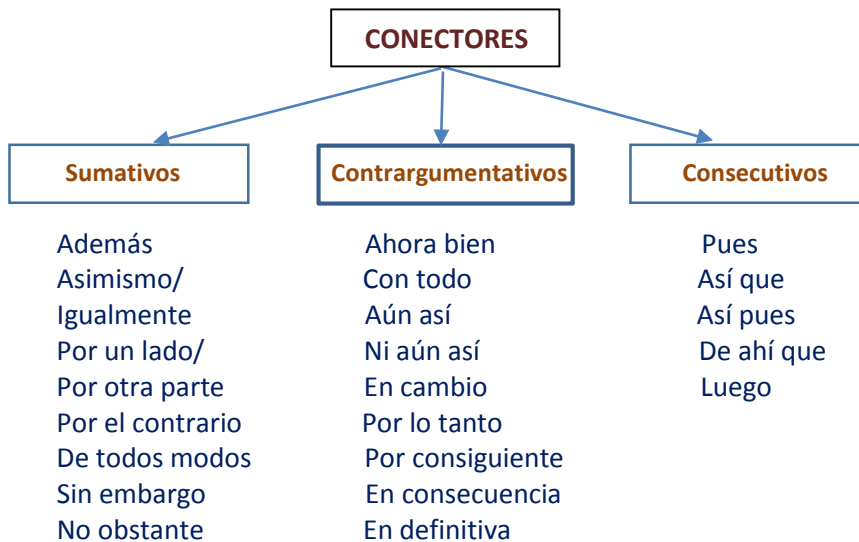 CONECTORES
Sumativos
Además
Asimismo/
Igualmente
Por un lado/
Por otra parte
Por el contrario
De todos modos
Sin embargo
No obstante
Contrargumentativos
Ahora bien
Con todo
Aún así
Ni aún así
En cambio
Por lo tanto
Por consiguiente
En consecuencia
En definitiva
Consecutivos
Pues
Así que
Así pues
De ahí que
Luego